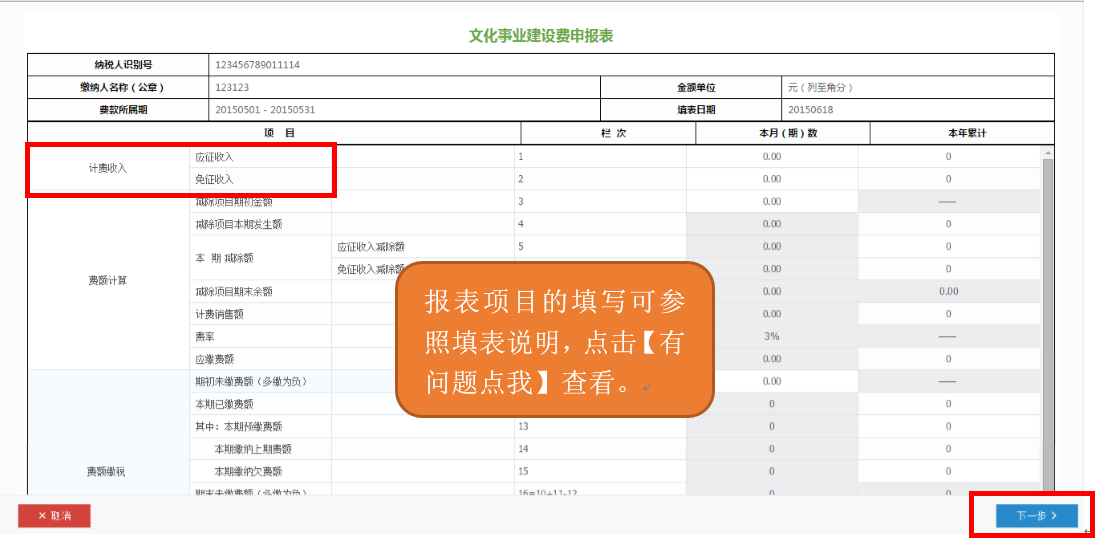 文化事业建设费申报表
纳税人识别号 123456789011114
缴纳人名称（公章） 123123 金额单位 元（列至角分）
费款所属期 20150501 - 20150531 填表日期 20150618
项 目 栏 次 本月（期）数 本年累计
计费收入
应征收入 1 0.00 0
免征收入 2 0.00 0
费额计算
减除项目期初金额 3 0.00 ——
减除项目本期发生额 4 0.00 0
本 期 减除额
应征收入减除额 5 0.00 0
免征收入减除额 0.00 0
减除项目期末余额 0.00 0.00
计费销售额 0.00 0
费率 3% ——
应缴费额 0.00 0
费额缴税
期初未缴费额（多缴为负） 0.00 ——
本期已缴费额 0 0
其中：本期预缴费额 13 0 0
本期缴纳上期费额 14 0 0
本期缴纳欠费额 15 0 0
期末未缴费额（多缴为负） 16=10+11-12 0 0
报表项目的填写可参
照填表说明，点击【有
问题点我】查看。
× 取消
下一步 >